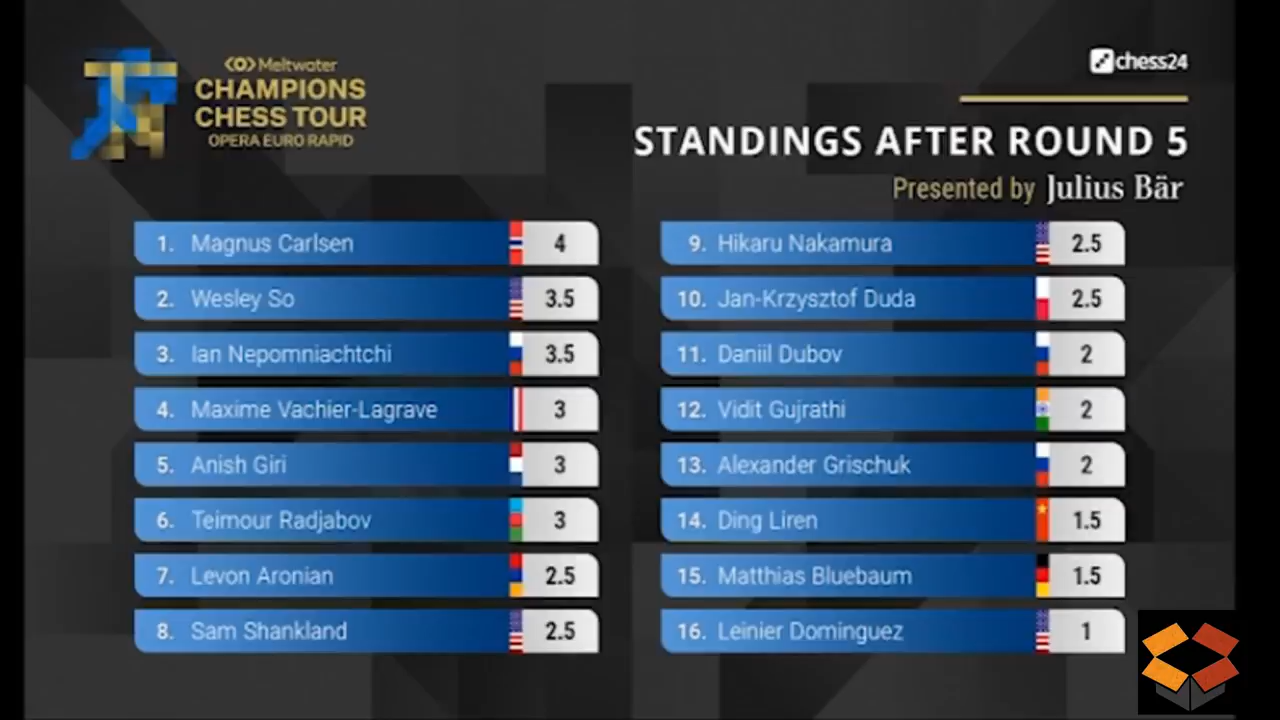 Meltwater
CHAMPIONS
CHESS TOUR
OPERA EURO RAPID
chess24
STANDINGS AFTER ROUND 5
Presented by Julius Bär
1. Magnus Carlsen 4
2. Wesley So 3.5
3. Ian Nepomniachtchi 3.5
4. Maxime Vachier-Lagrave 3
5. Anish Giri 3
6. Teimour Radjabov 3
7. Levon Aronian 2.5
8. Sam Shankland 2.5
9. Hikaru Nakamura 2.5
10. Jan-Krzysztof Duda 2.5
11. Daniil Dubov 2
12. Vidit Gujrathi 2
13. Alexander Grischuk 2
14. Ding Liren 1.5
15. Matthias Bluebaum 1.5
16. Leinier Dominguez 1